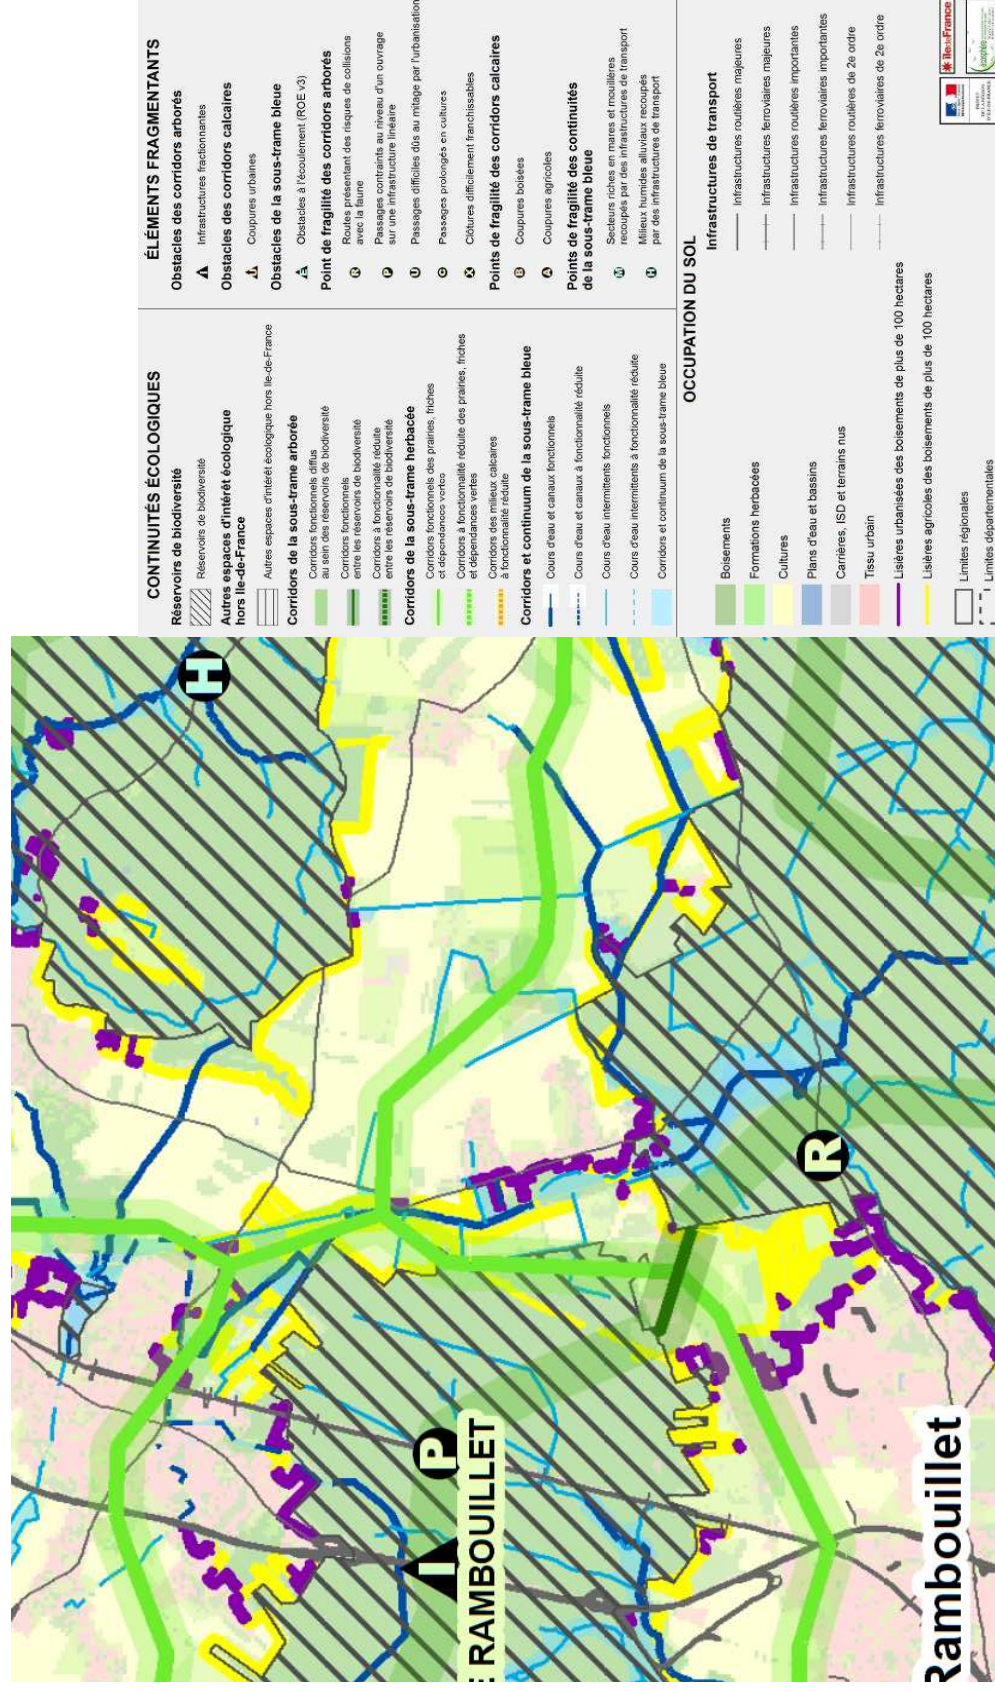 CONTINUITÉS ÉCOLOGIQUES
Réservoirs de biodiversité
Réservoirs de biodiversité
Autres espaces d'intérêt écologique
hors Ile-de-France
Autres espaces d'intérêt écologique hors Ile-de-France
Corridors de la sous-trame arborée
Corridors fonctionnels diffus
au sein des réservoirs de biodiversité
Corridors fonctionnels
entre les réservoirs de biodiversité
Corridors à fonctionnalité réduite
entre les réservoirs de biodiversité
Corridors de la sous-trame herbacée
Corridors fonctionnels des prairies, friches
et dépendances vertes
Corridors à fonctionnalité réduite des prairies, friches
et dépendances vertes
Corridors des milieux calcaires
à fonctionnalité réduite
Corridors et continuum de la sous-trame bleue
Cours d'eau et canaux fonctionnels
Cours d'eau et canaux à fonctionnalité réduite
Cours d'eau intermittents fonctionnels
Cours d'eau intermittents à fonctionnalité réduite
Corridors et continuum de la sous-trame bleue
ÉLÉMENTS FRAGMENTANTS
Obstacles des corridors arborés
Infrastructures fractionnantes
Obstacles des corridors calcaires
Coupures urbaines
Obstacles de la sous-trame bleue
Obstacles à l'écoulement (ROE v3)
Point de fragilité des corridors arborés
R Routes présentant des risques de collisions
avec la faune
P Passages contraints au niveau d'un ouvrage
sur une infrastructure linéaire
U Passages difficiles dûs au mitage par l'urbanisation
C Passages prolongés en cultures
X Clôtures difficilement franchissables
Points de fragilité des corridors calcaires
B Coupures boisées
A Coupures agricoles
Points de fragilité des continuités
de la sous-trame bleue
M Secteurs riches en mares et mouillères
recoupés par des infrastructures de transport
H Milieux humides alluviaux recoupés
par des infrastructures de transport
OCCUPATION DU SOL
Boisements
Formations herbacées
Cultures
Plans d'eau et bassins
Carrières, ISD et terrains nus
Tissu urbain
Lisières urbanisées des boisements de plus de 100 hectares
Lisières agricoles des boisements de plus de 100 hectares
Limites régionales
Limites départementales
Infrastructures de transport
Infrastructures routières majeures
Infrastructures ferroviaires majeures
Infrastructures routières importantes
Infrastructures ferroviaires importantes
Infrastructures routières de 2e ordre
Infrastructures ferroviaires de 2e ordre
île de France
H
R
P
I
E RAMBOUILLET
Rambouillet